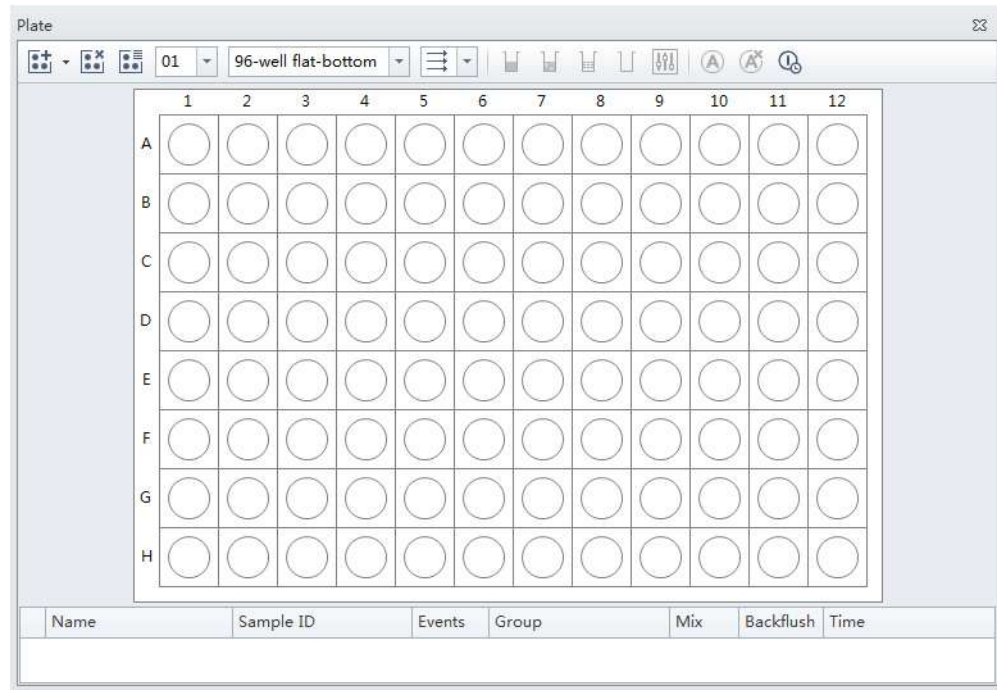 Plate
01 96-well flat-bottom
1 2 3 4 5 6 7 8 9 10 11 12
A
B
C
D
E
F
G
H
Name Sample ID Events Group Mix Backflush Time